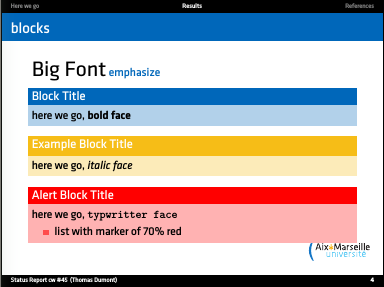 Here we go Results References
blocks
Big Font emphasize
Block Title
here we go, bold face
Example Block Title
here we go, italic face
Alert Block Title
here we go, typwritter face
list with marker of 70% red
Aix Marseille
université
Status Report cw #45 (Thomas Dumont) 4